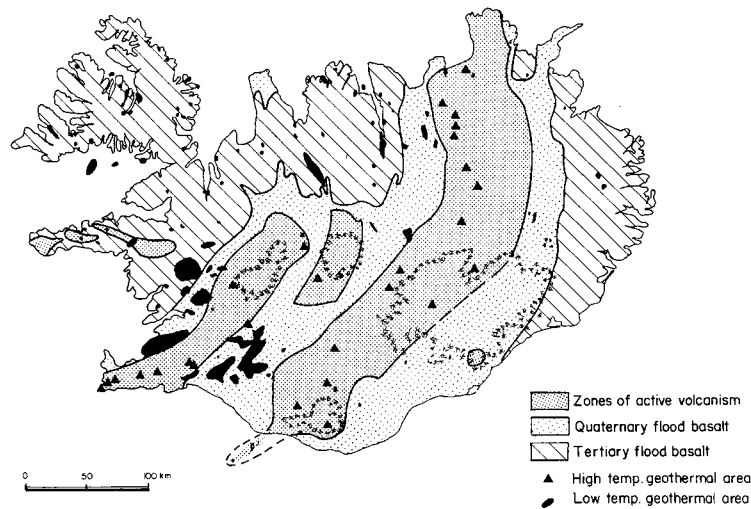 Zones of active volcanism
Quaternary flood basalt
Tertiary flood basalt
High temp. geothermal area
Low temp. geothermal area
0 50 100 km